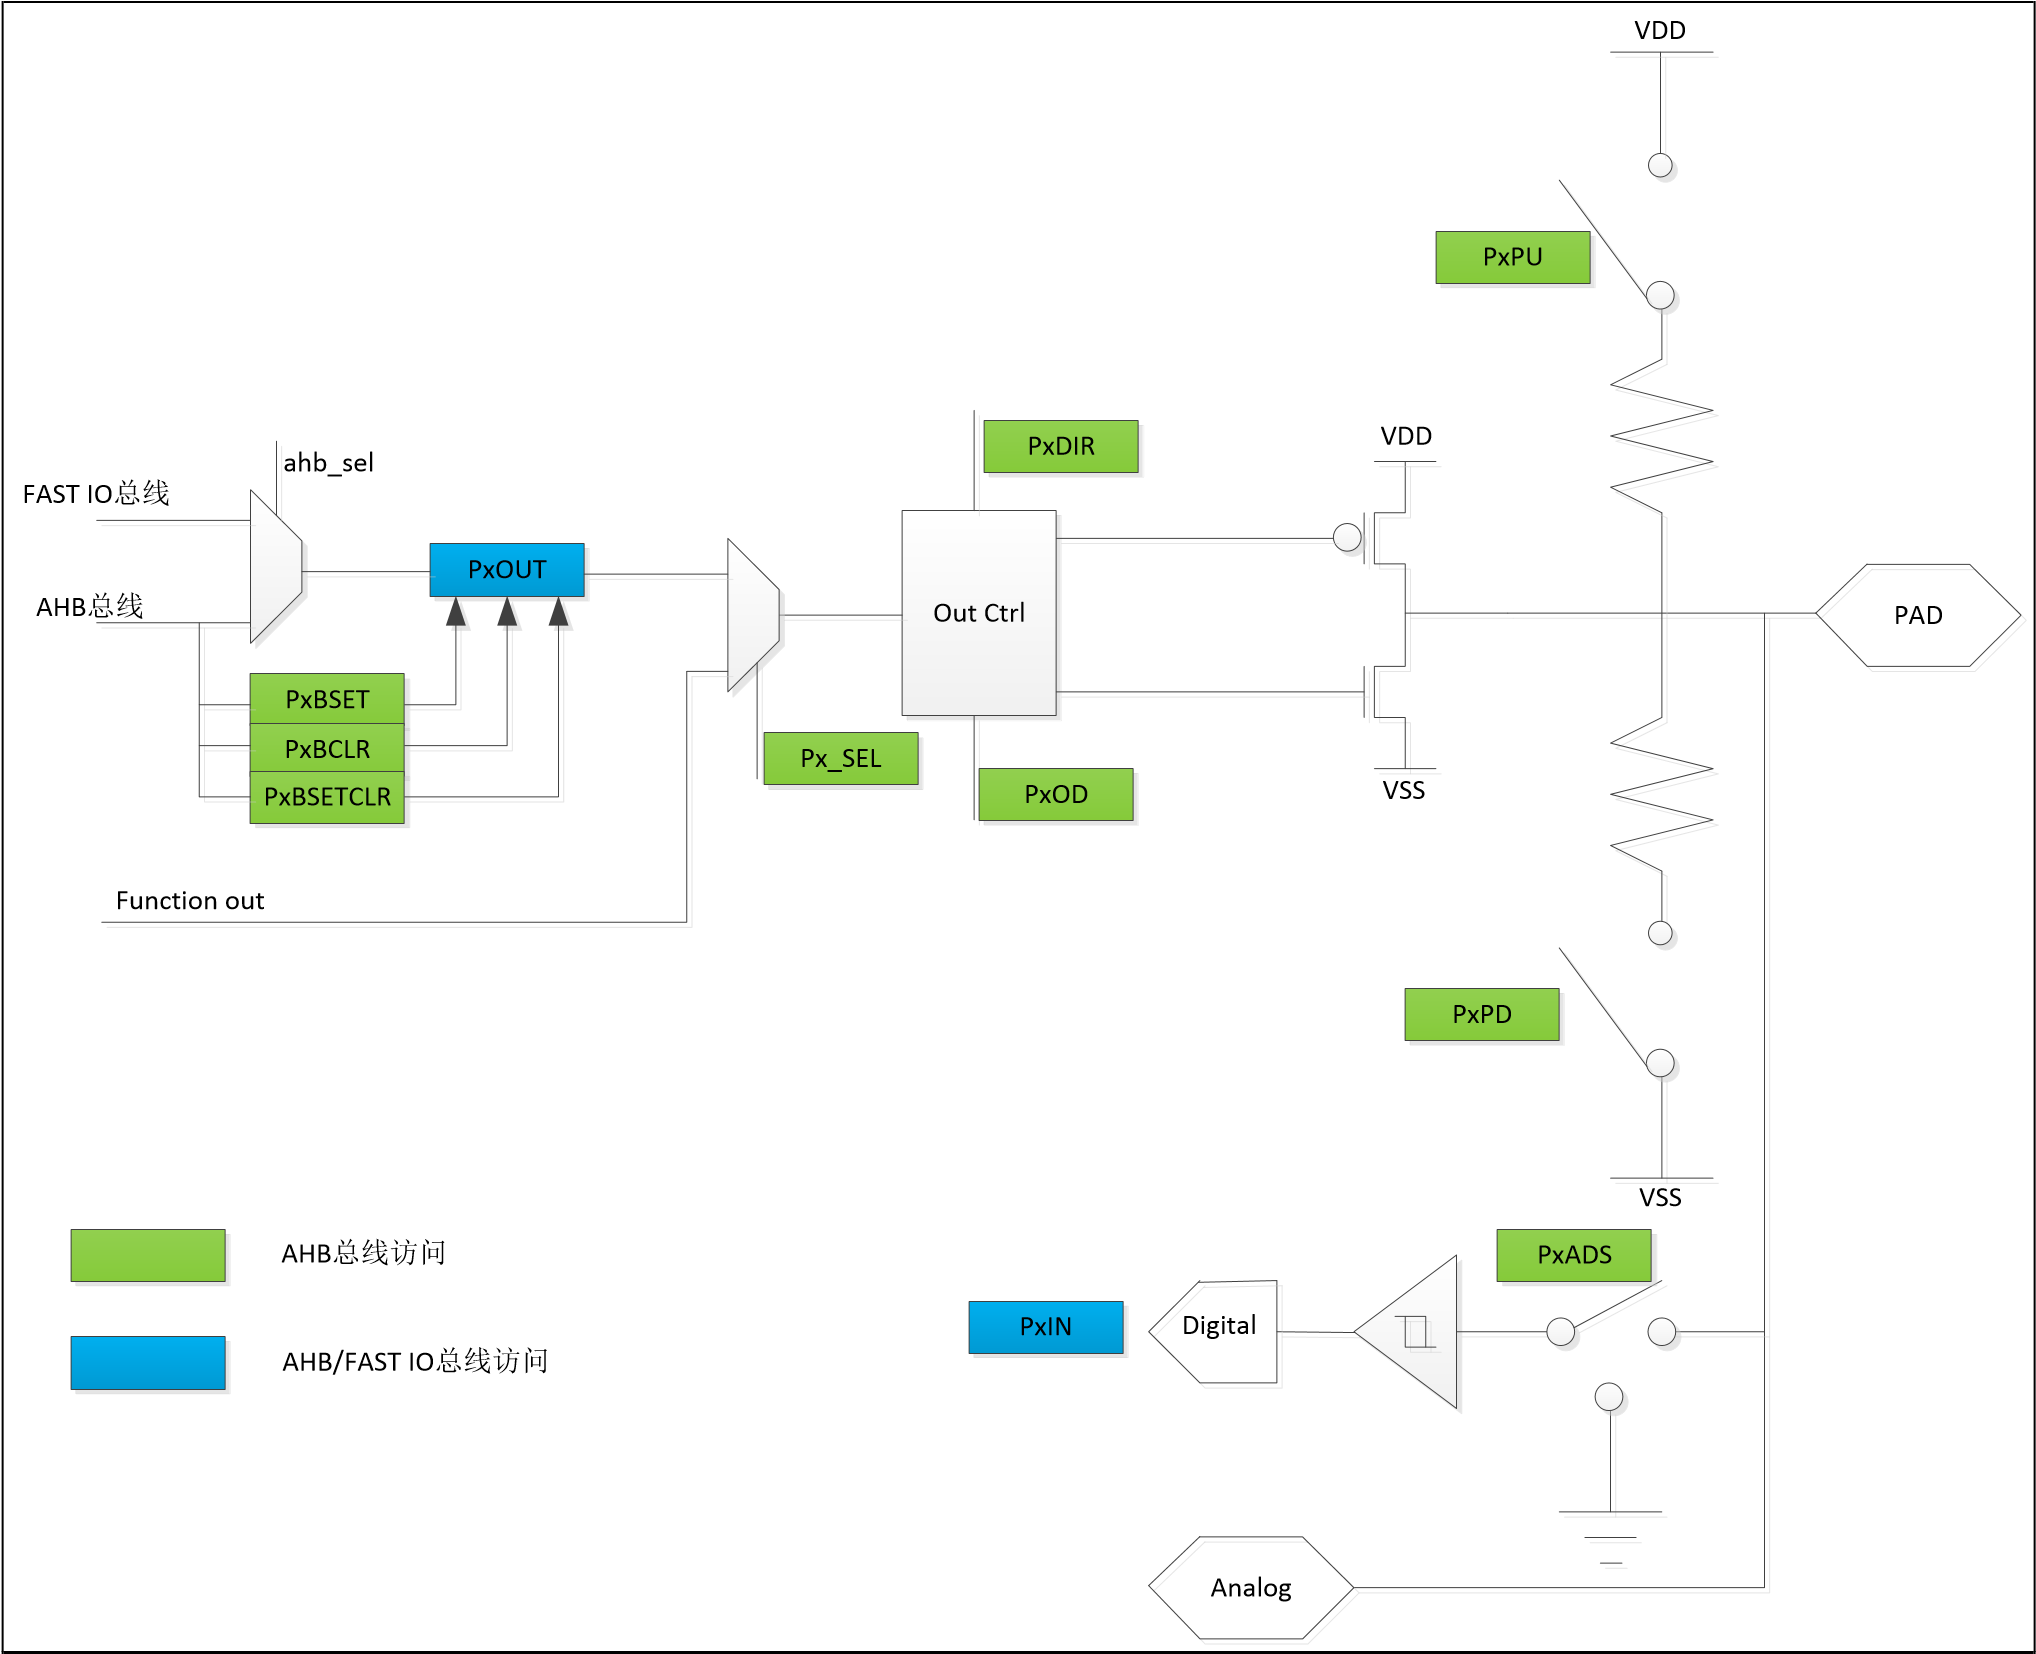 VDD
PxPU
VDD
PxDIR
ahb_sel
FAST IO总线
PxOUT
AHB总线
Out Ctrl
PAD
PxBSET
PxBCLR
PxBSETCLR
Px_SEL
PxOD
VSS
Function out
PxPD
VSS
AHB总线访问
PxADS
PxIN
Digital
AHB/FAST IO总线访问
Analog